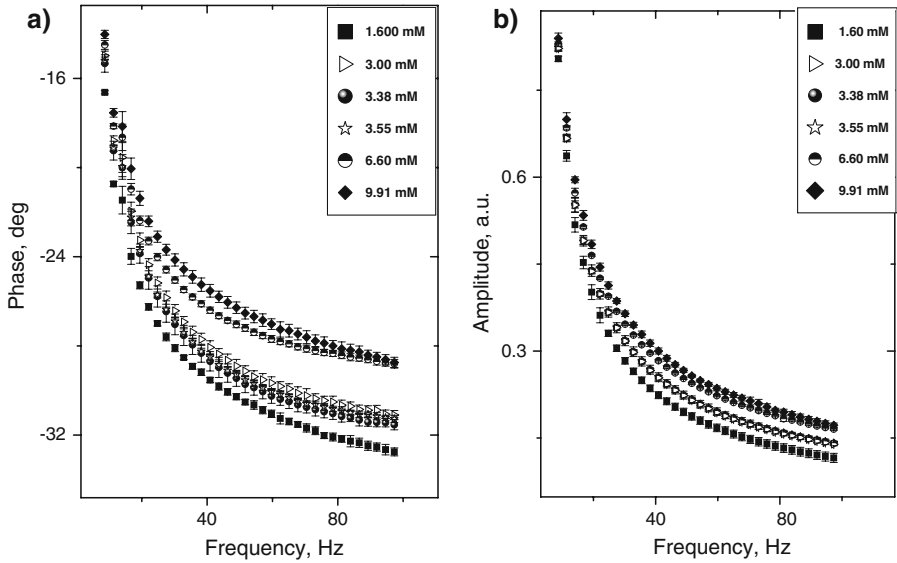 a)
1.600 mM
3.00 mM
3.38 mM
3.55 mM
6.60 mM
9.91 mM
-16
-24
-32
Phase, deg
40
80
Frequency, Hz
b)
1.60 mM
3.00 mM
3.38 mM
3.55 mM
6.60 mM
9.91 mM
0.6
0.3
Amplitude, a.u.
40
80
Frequency, Hz